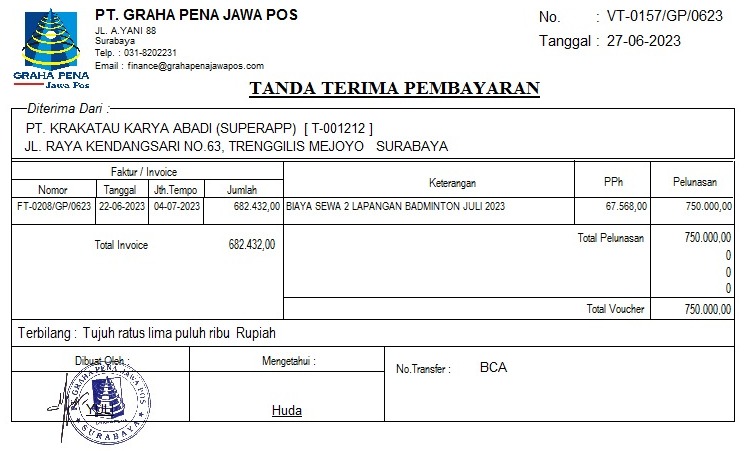 PT. GRAHA PENA JAWA POS
JL. A.YANI 88
Surabaya
Telp. : 031-8202231
Email : finance@grahapenajawapos.com
GRAHA PENA
Jawa Pos
No. : VT-0157/GP/0623
Tanggal : 27-06-2023
TANDA TERIMA PEMBAYARAN
Diterima Dari :
PT. KRAKATAU KARYA ABADI (SUPERAPP) [ T-001212 ]
JL. RAYA KENDANGSARI NO.63, TRENGGILIS MEJOYO SURABAYA
Faktur / Invoice Keterangan PPh Pelunasan
Nomor Tanggal Jth.Tempo Jumlah
FT-0208/GP/0623 22-06-2023 04-07-2023 682.432,00 BIAYA SEWA 2 LAPANGAN BADMINTON JULI 2023 67.568,00 750.000,00
Total Invoice 682.432,00 Total Pelunasan 750.000,00
0
0
0
Total Voucher 750.000,00
Terbilang : Tujuh ratus lima puluh ribu Rupiah
Dibuat Oleh : Mengetahui : No.Transfer : BCA
GRAHA PENA JAWA POS
SURABAYA
Huda